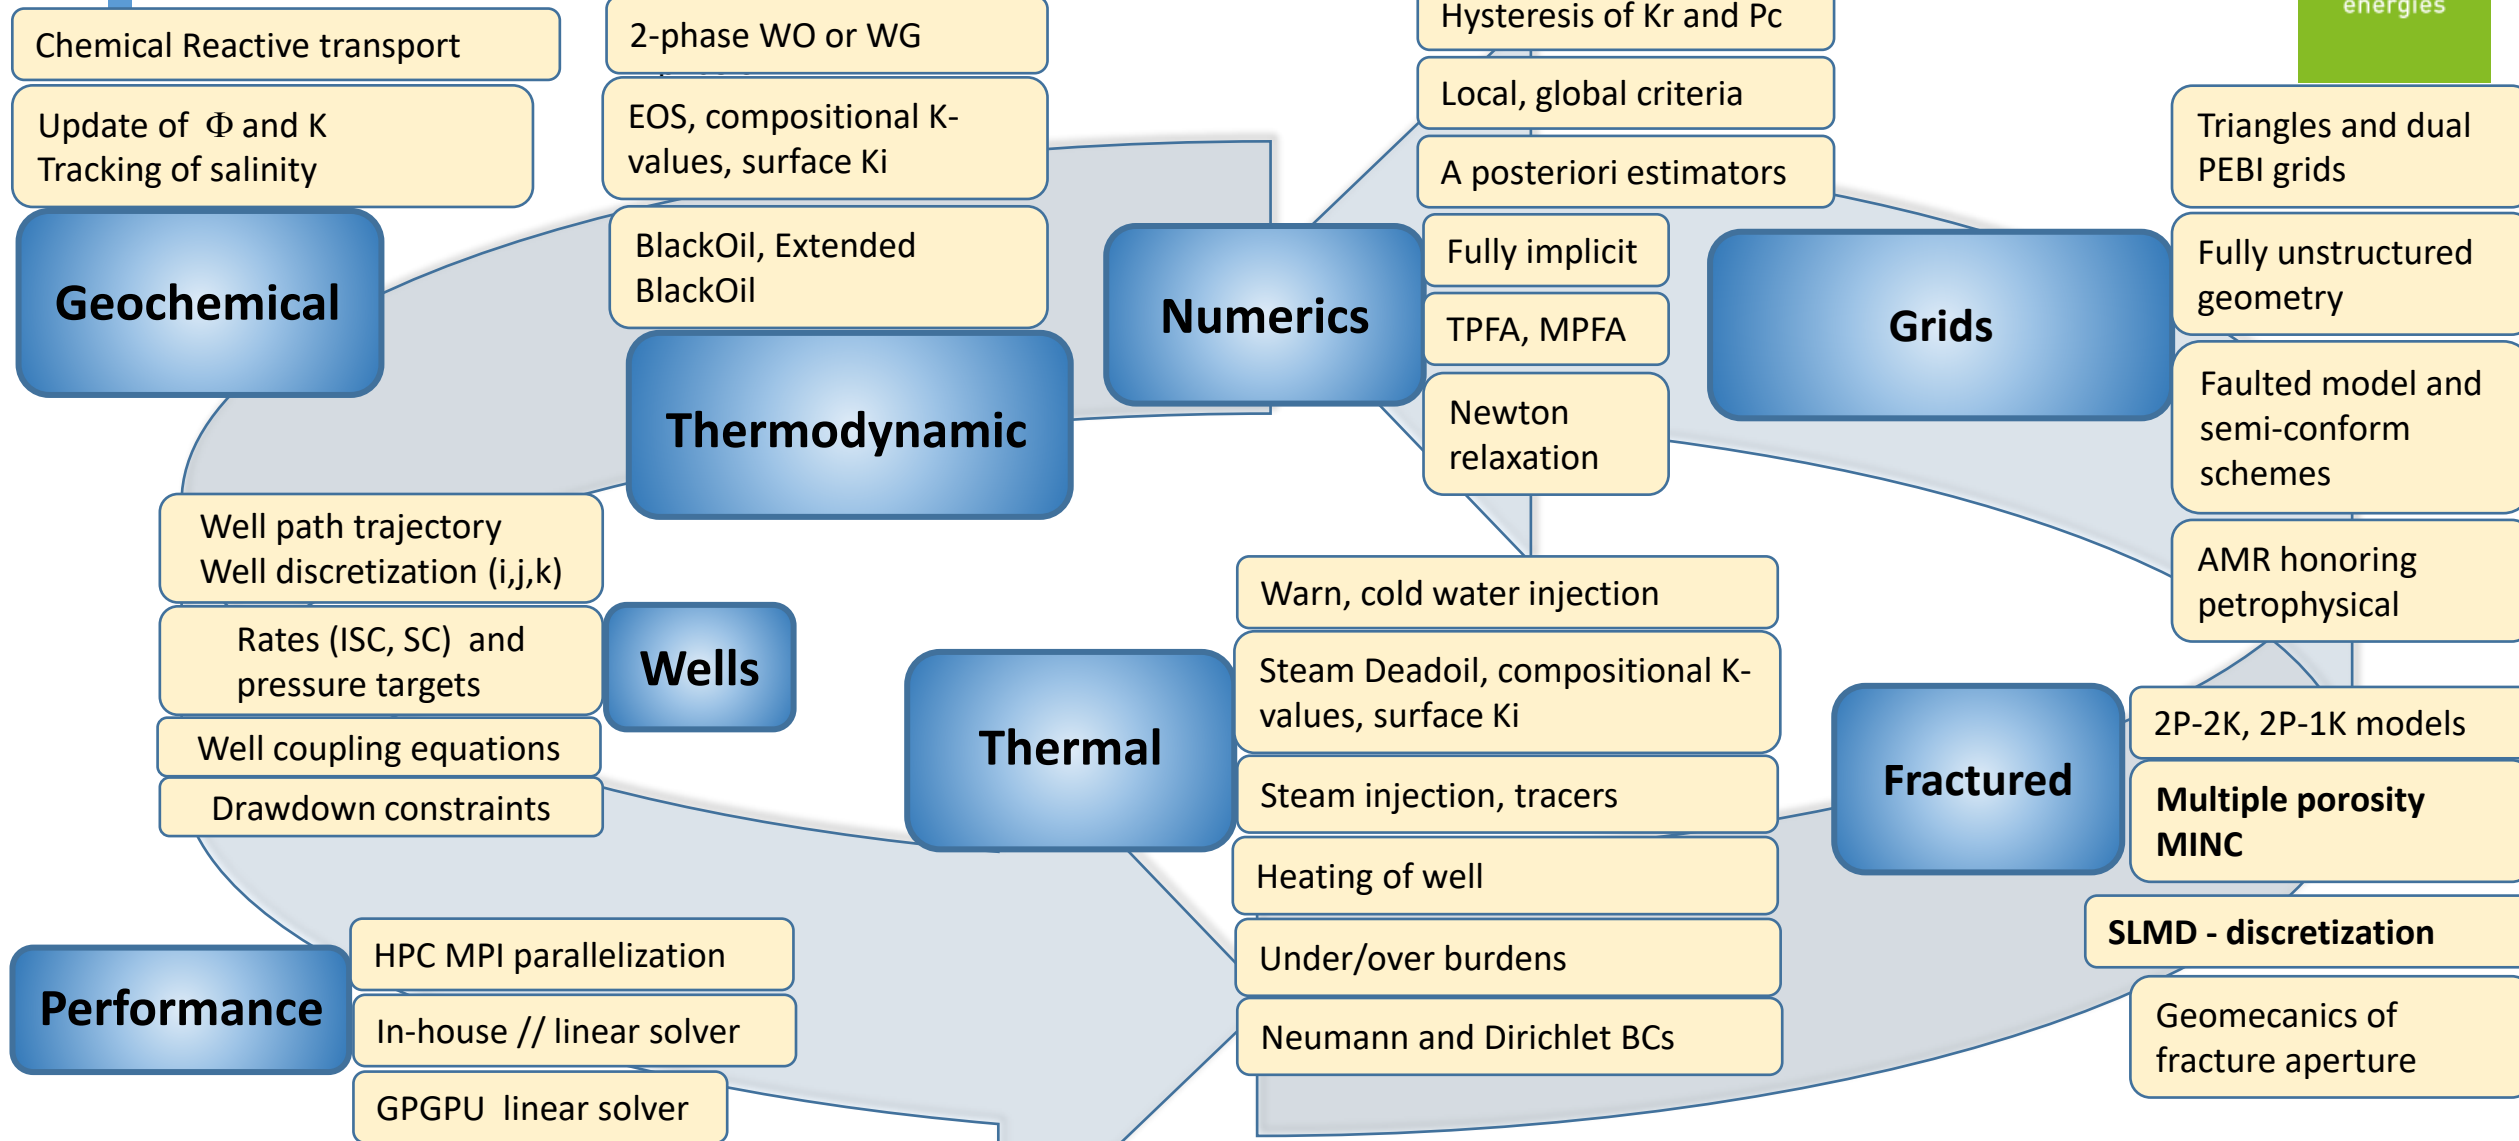 energies
Chemical Reactive transport
Update of Φ and K
Tracking of salinity
Geochemical
2-phase WO or WG
EOS, compositional K-
values, surface Ki
BlackOil, Extended
BlackOil
Thermodynamic
Hysteresis of Kr and Pc
Local, global criteria
A posteriori estimators
Fully implicit
TPFA, MPFA
Newton
relaxation
Numerics
Grids
Triangles and dual
PEBI grids
Fully unstructured
geometry
Faulted model and
semi-conform
schemes
AMR honoring
petrophysical
Well path trajectory
Well discretization (i,j,k)
Rates (ISC, SC) and
pressure targets
Well coupling equations
Drawdown constraints
Wells
Thermal
Warn, cold water injection
Steam Deadoil, compositional K-
values, surface Ki
Steam injection, tracers
Heating of well
Under/over burdens
Neumann and Dirichlet BCs
Fractured
2P-2K, 2P-1K models
Multiple porosity
MINC
SLMD - discretization
Geomecanics of
fracture aperture
Performance
HPC MPI parallelization
In-house // linear solver
GPGPU linear solver